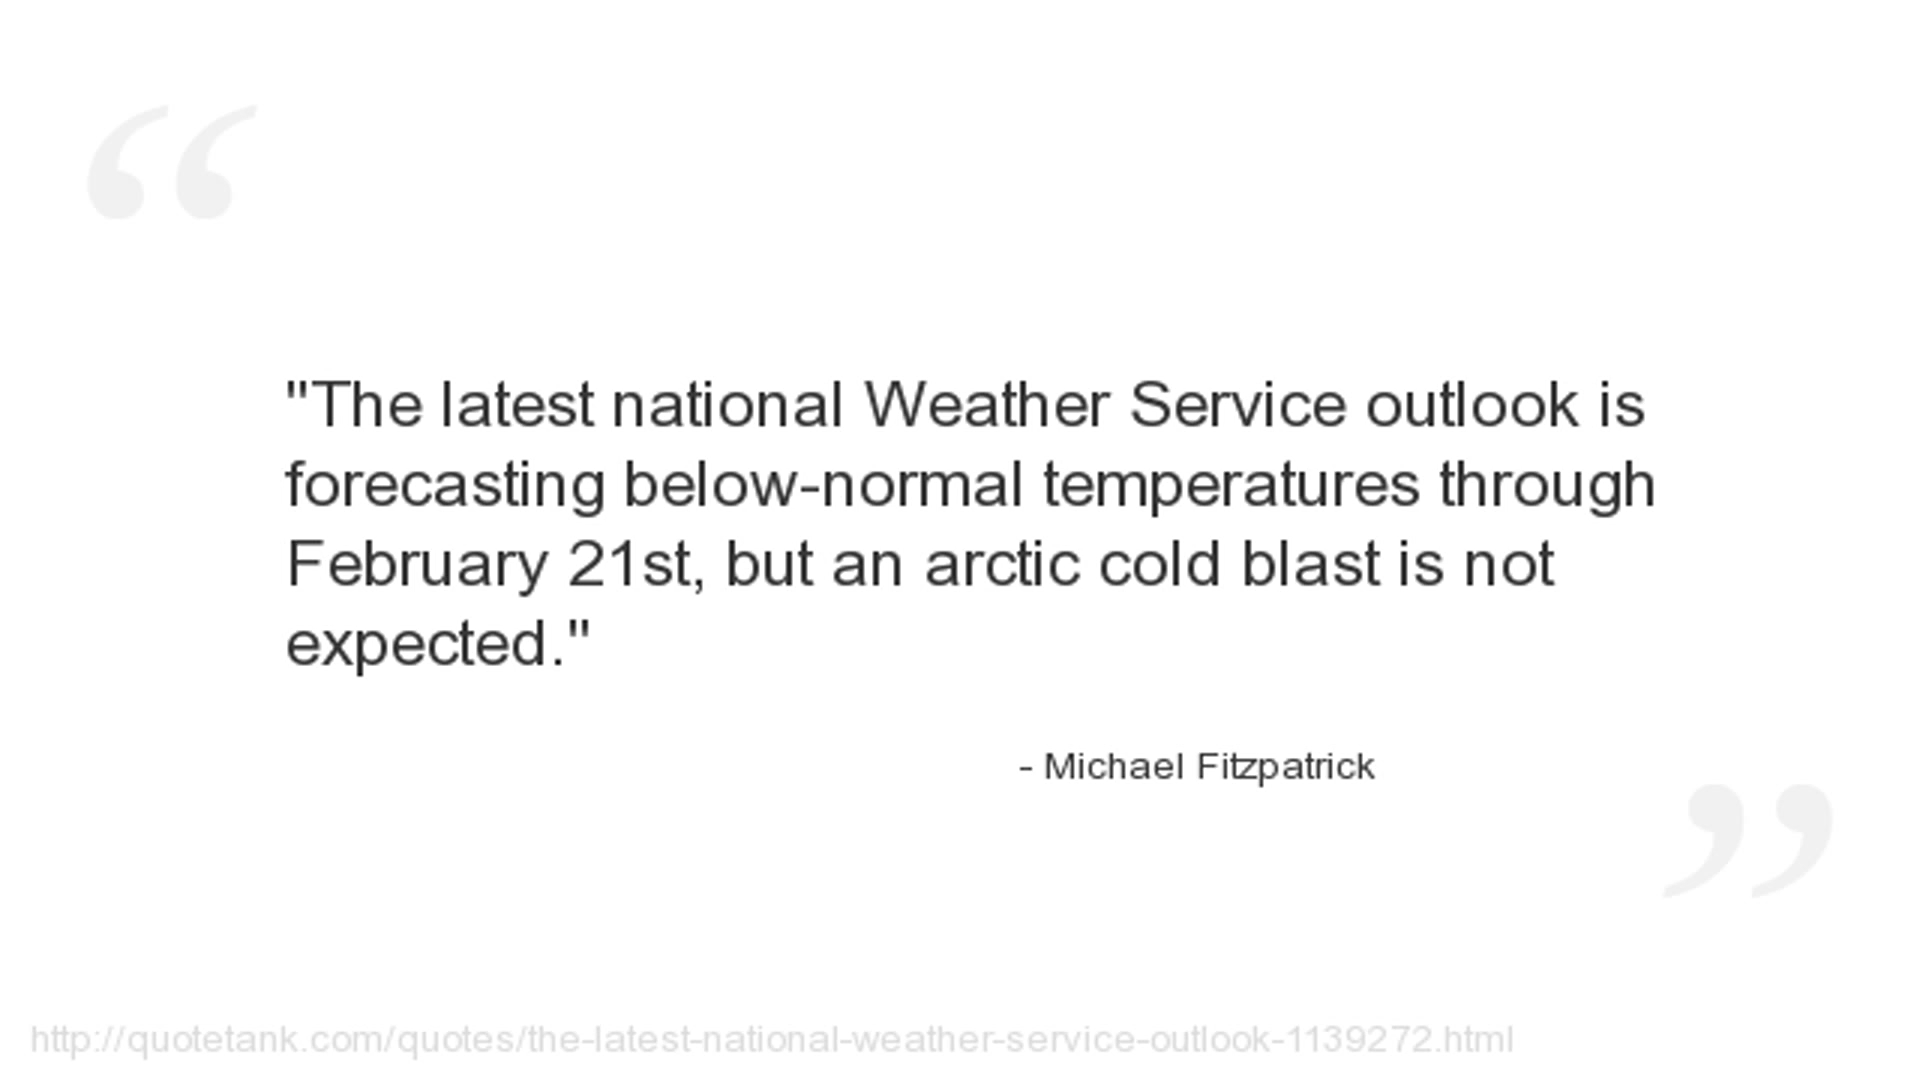 "The latest national Weather Service outlook is
forecasting below-normal temperatures through
February 21st, but an arctic cold blast is not
expected."
- Michael Fitzpatrick
http://quotetank.com/quotes/the-latest-national-weather-service-outlook-1139272.html